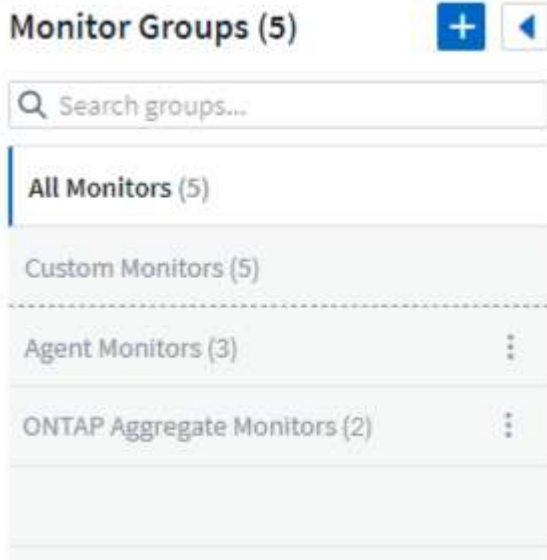 Monitor Groups (5)
Search groups...
All Monitors (5)
Custom Monitors (5)
Agent Monitors (3)
ONTAP Aggregate Monitors (2)